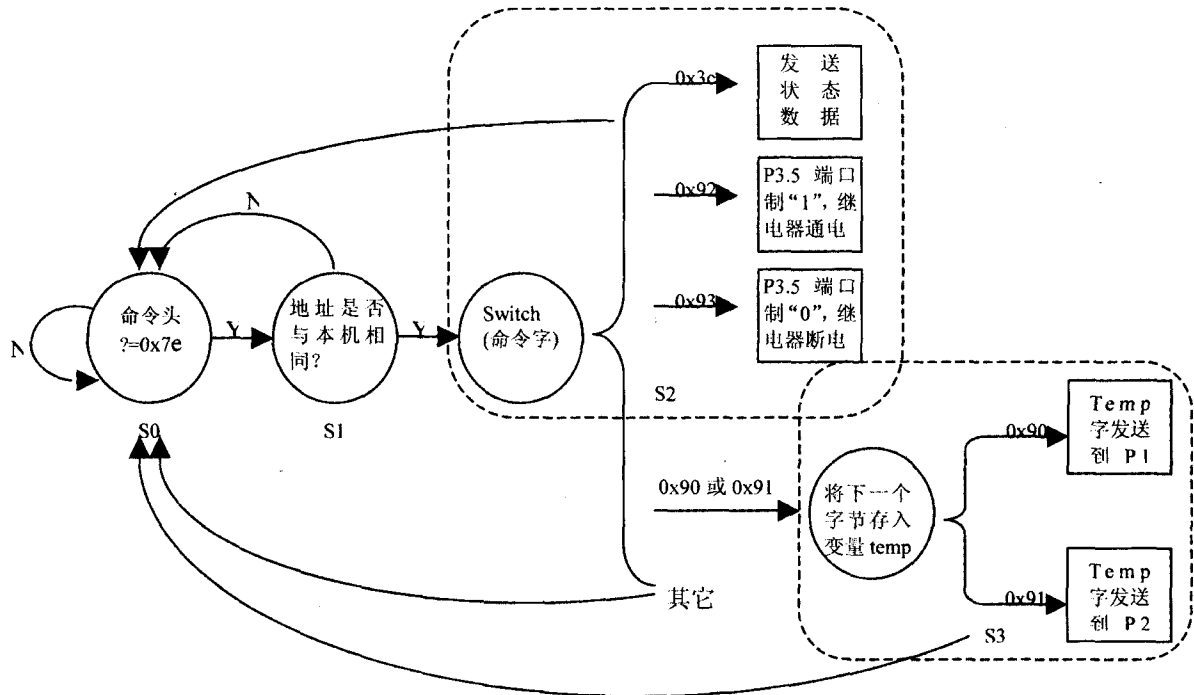 0x3c
发 送
状 态
数 据
0x92
P3.5 端口
制“1”, 继
电器通电
0x93
P3.5 端口
制“0”, 继
电器断电
N
N
命令头
?=0x7e
Y
地址是否
与本机相
同?
Y
Switch
(命令字)
S0
S1
S2
0x90 或 0x91
将下一个
字节存入
变量 temp
0x90
Temp
字发送
到 P1
0x91
Temp
字发送
到 P2
其它
S3